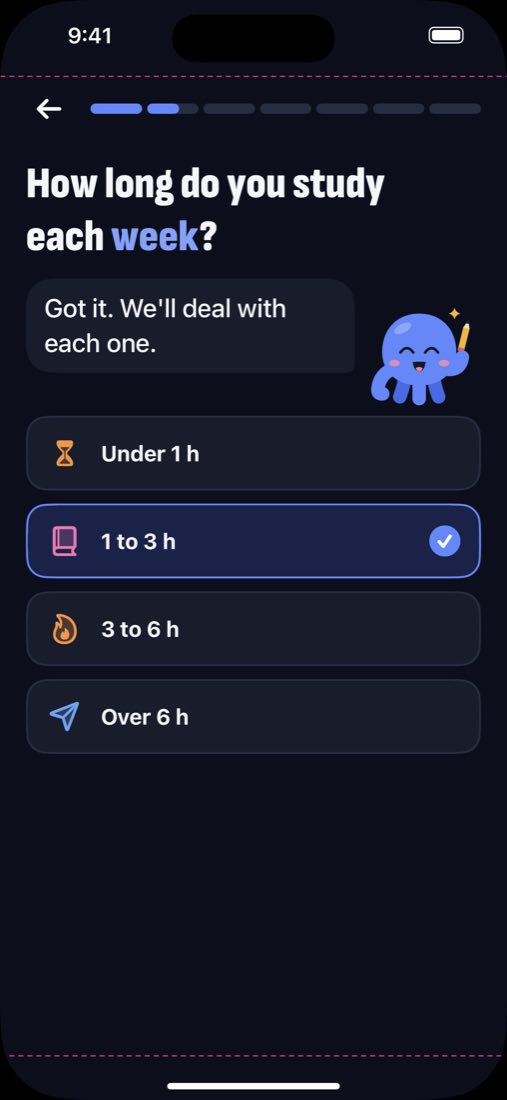 9:41
How long do you study
each week?
Got it. We'll deal with
each one.
Under 1 h
1 to 3 h
3 to 6 h
Over 6 h